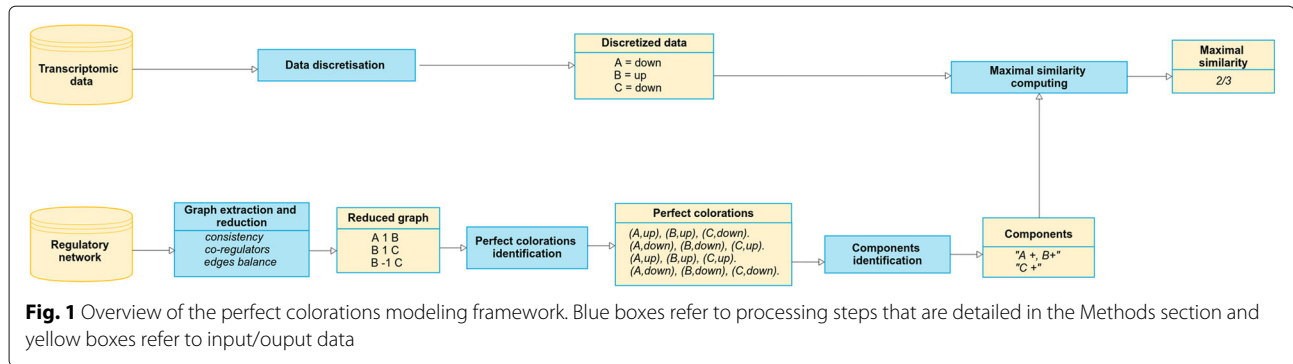 Transcriptomic
data
Data discretisation
Discretized data
A = down
B = up
C = down
Maximal similarity
computing
Maximal
similarity
2/3
Regulatory
network
Graph extraction and
reduction
consistency
co-regulators
edges balance
Reduced graph
A 1 B
B 1 C
B -1 C
Perfect colorations
identification
Perfect colorations
(A,up), (B,up), (C,down).
(A,down), (B,down), (C,up).
(A,up), (B,up), (C,up).
(A,down), (B,down), (C,down).
Components
identification
Components
"A +, B+"
"C +"
Fig. 1 Overview of the perfect colorations modeling framework. Blue boxes refer to processing steps that are detailed in the Methods section and
yellow boxes refer to input/ouput data